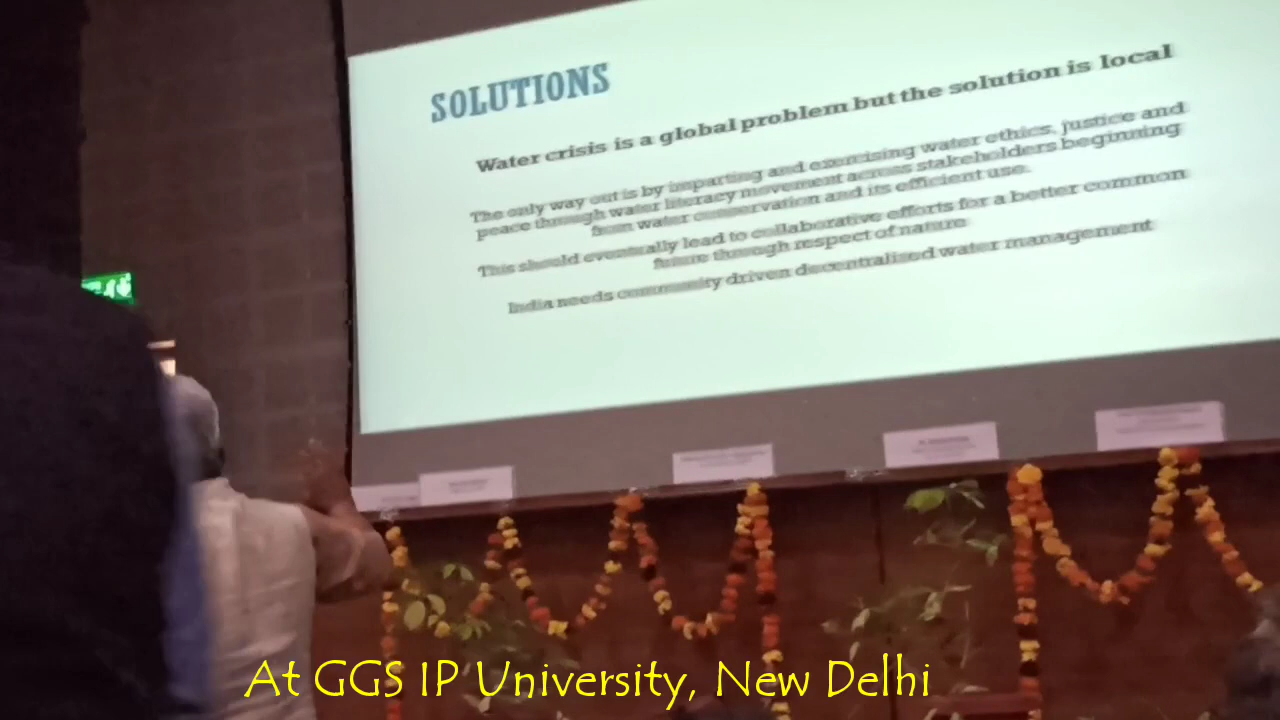 SOLUTIONS
Water crisis is a global problem but the solution is local
The only way out is by imparting and exercising water ethics, justice and
peace through water literacy movement across stakeholders beginning
from water conservation and its efficient use.
This should eventually lead to collaborative efforts for a better common
future through respect of nature
India needs community driven decentralised water management
At GGS IP University, New Delhi